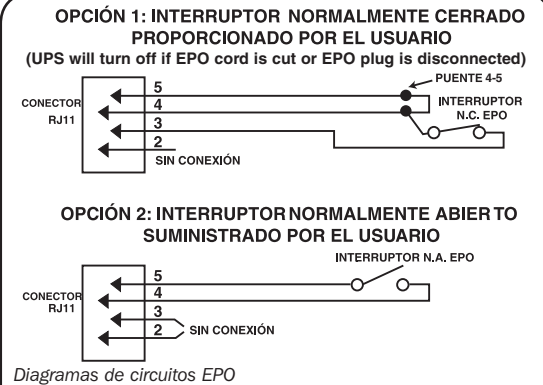 OPCIÓN 1: INTERRUPTOR NORMALMENTE CERRADO
PROPORCIONADO POR EL USUARIO
(UPS will turn off if EPO cord is cut or EPO plug is disconnected)
PUENTE 4-5
5
4
3
2
CONECTOR
RJ11
INTERRUPTOR
N.C. EPO
SIN CONEXIÓN
OPCIÓN 2: INTERRUPTOR NORMALMENTE ABIER TO
SUMINISTRADO POR EL USUARIO
INTERRUPTOR N.A. EPO
5
4
3
2
CONECTOR
RJ11
SIN CONEXIÓN
Diagramas de circuitos EPO